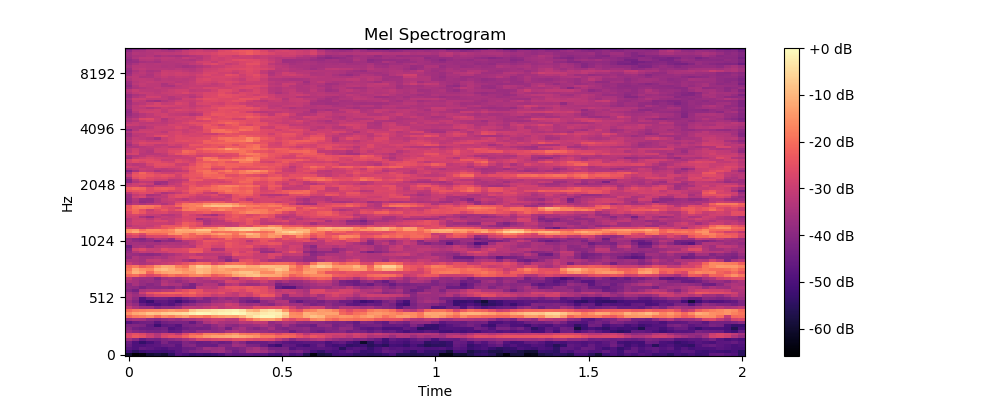 Mel Spectrogram
+0 dB
8192
-10 dB
4096
-20 dB
2048
-30 dB
Hz
1024
-40 dB
512
-50 dB
-60 dB
0
0 0.5 1 1.5 2
Time